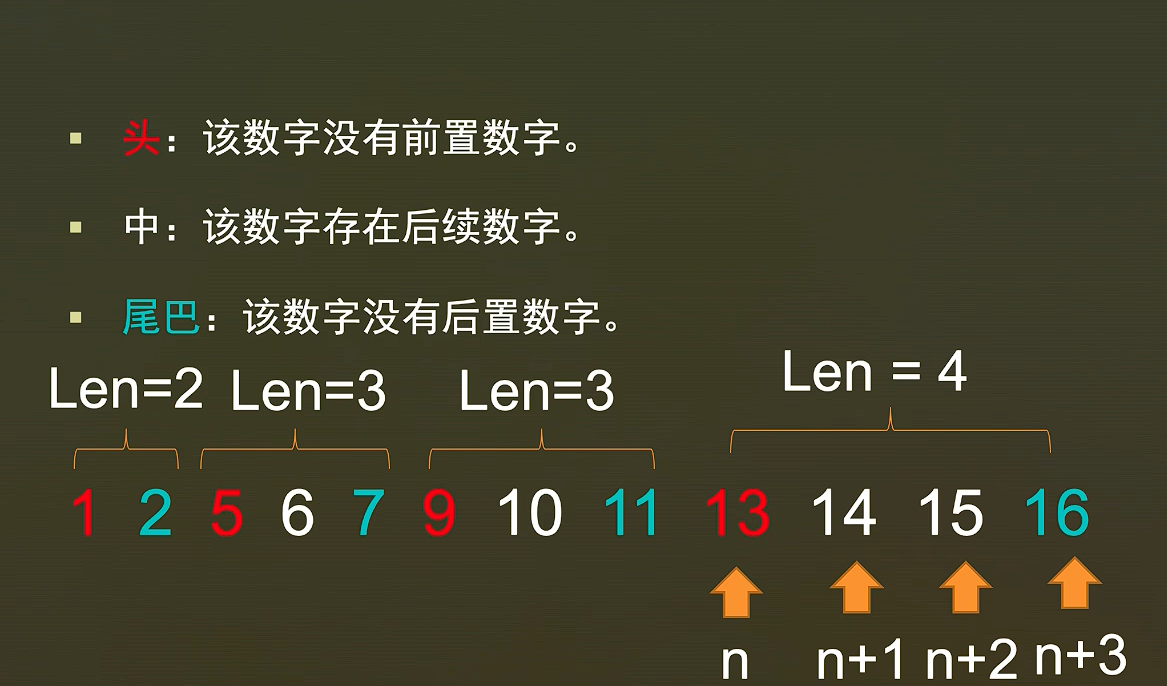 头：该数字没有前置数字。
中：该数字存在后续数字。
尾巴：该数字没有后置数字。
Len=2 Len=3 Len=3 Len = 4
1 2 5 6 7 9 10 11 13 14 15 16
n n+1 n+2 n+3